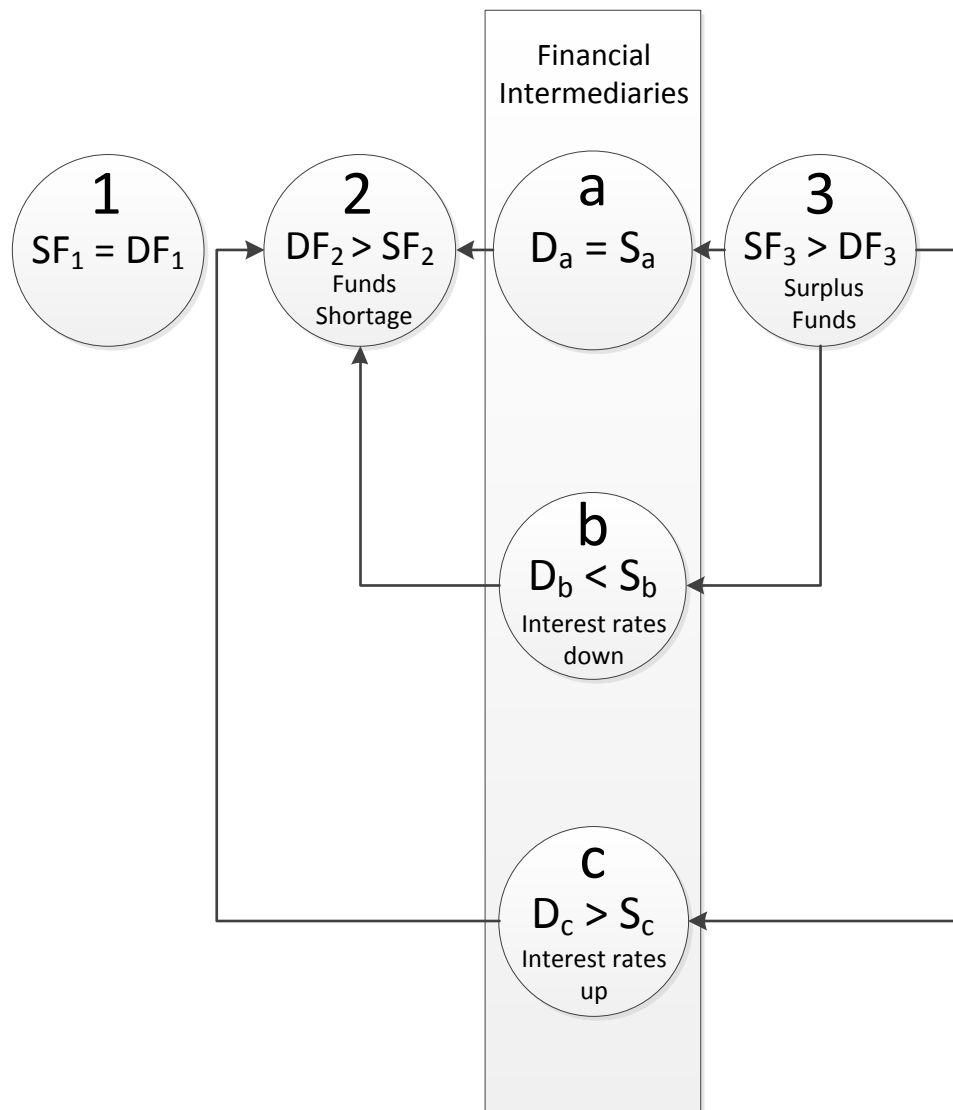 Financial
Intermediaries
1
SF₁ = DF₁
2
DF₂ > SF₂
Funds
Shortage
a
Dₐ = Sₐ
3
SF₃ > DF₃
Surplus
Funds
b
D_b < S_b
Interest rates
down
c
D_c > S_c
Interest rates
up